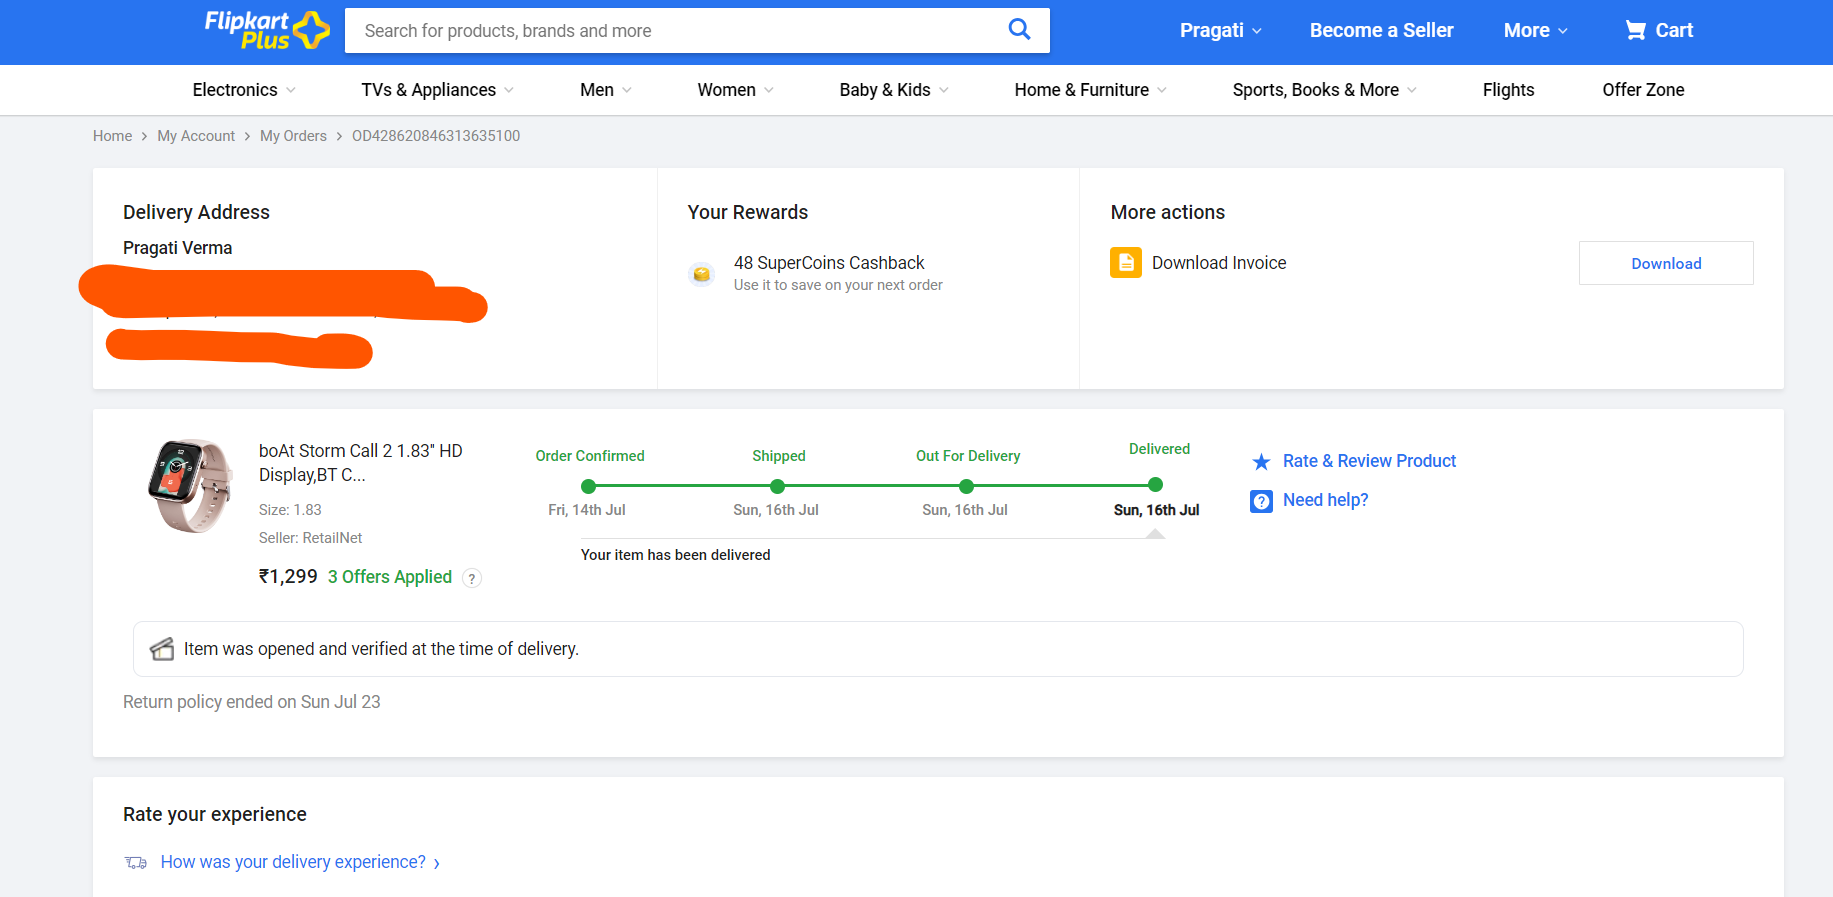 Flipkart
Plus
Search for products, brands and more
Pragati
Become a Seller
More
Cart
Electronics
TVs & Appliances
Men
Women
Baby & Kids
Home & Furniture
Sports, Books & More
Flights
Offer Zone
Home > My Account > My Orders > OD428620846313635100
Delivery Address
Pragati Verma
Your Rewards
48 SuperCoins Cashback
Use it to save on your next order
More actions
Download Invoice
Download
boAt Storm Call 2 1.83" HD
Display,BT C...
Size: 1.83
Seller: RetailNet
₹1,299 3 Offers Applied ?
Order Confirmed
Fri, 14th Jul
Shipped
Sun, 16th Jul
Out For Delivery
Sun, 16th Jul
Delivered
Sun, 16th Jul
Your item has been delivered
Rate & Review Product
Need help?
Item was opened and verified at the time of delivery.
Return policy ended on Sun Jul 23
Rate your experience
How was your delivery experience? ›